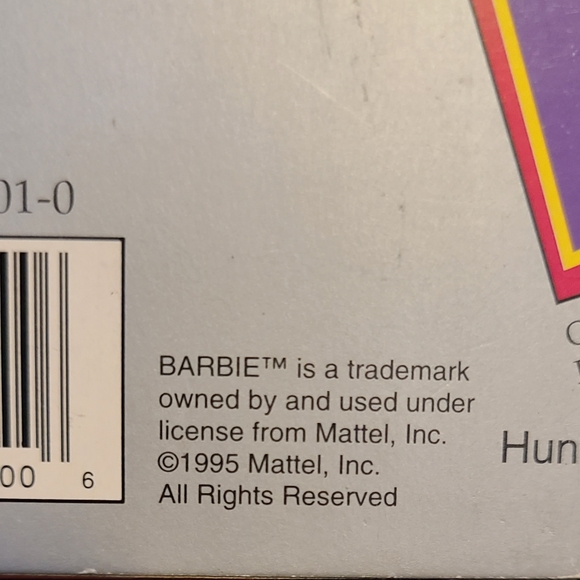 01-0
BARBIE™ is a trademark
owned by and used under
license from Mattel, Inc.
©1995 Mattel, Inc.
All Rights Reserved
00 6
Hun